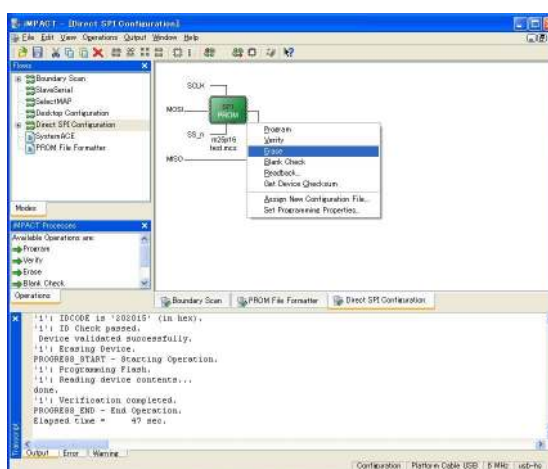 iMPACT - [Direct SPI Configuration]
File Edit View Operations Output Window Help
Flows
Boundary Scan
SlaveSerial
SelectMAP
Desktop Configuration
Direct SPI Configuration
SystemACE
PROM File Formatter
Modes
iMPACT Processes
Available Operations are:
Program
Verify
Erase
Blank Check
Operations
SCLK
MOSI
SPI
PROM
SS_n
m25p16
test.mcs
MISO
Program
Verify
Erase
Blank Check
Readback...
Get Device Checksum
Assign New Configuration File...
Set Programming Properties...
Boundary Scan
PROM File Formatter
Direct SPI Configuration
'1': IDCODE is '202015' (in hex).
'1': ID Check passed.
Device validated successfully.
'1': Erasing Device.
PROGRESS_START - Starting Operation.
'1': Programming Flash.
'1': Reading device contents...
done.
'1': Verification completed.
PROGRESS_END - End Operation.
Elapsed time = 47 sec.
Transcript
Output Error Warning
Configuration Platform Cable USB 6 MHz usb-hs